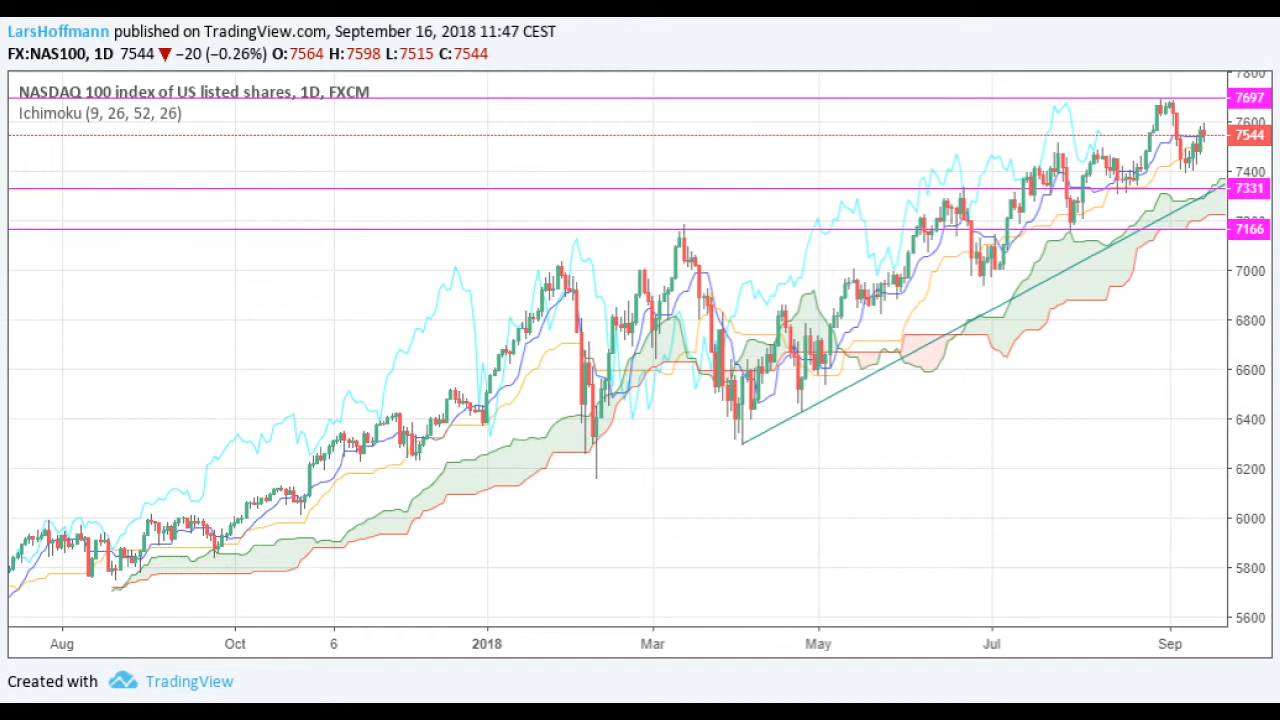 LarsHoffmann published on TradingView.com, September 16, 2018 11:47 CEST
FX:NAS100, 1D 7544 ▼ −20 (−0.26%) O:7564 H:7598 L:7515 C:7544
NASDAQ 100 index of US listed shares, 1D, FXCM
Ichimoku (9, 26, 52, 26)
7800
7697
7600
7544
7400
7331
7200
7166
7000
6800
6600
6400
6200
6000
5800
5600
Aug Oct 6 2018 Mar May Jul Sep
Created with TradingView